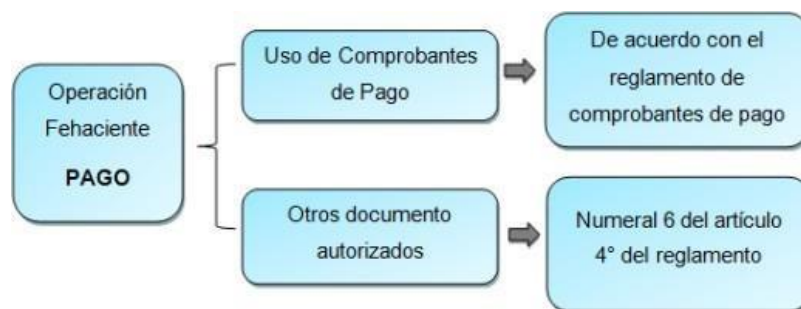 Operación
Fehaciente
PAGO
Uso de Comprobantes
de Pago
De acuerdo con el
reglamento de
comprobantes de pago
Otros documento
autorizados
Numeral 6 del artículo
4° del reglamento